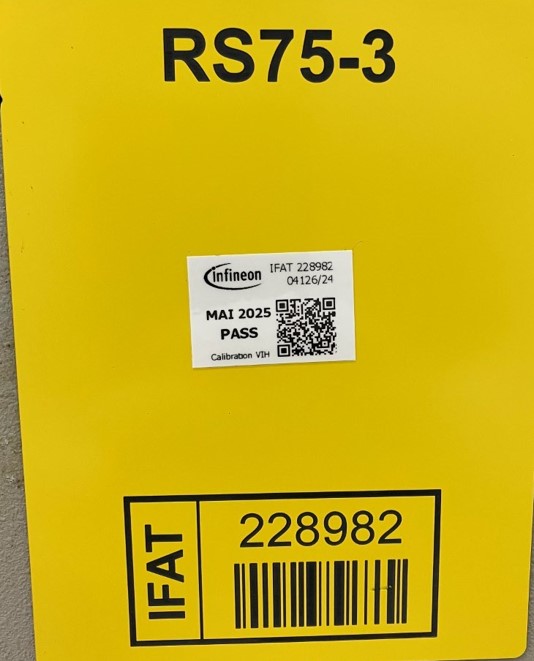 RS75-3
infineon
IFAT 228982
04126/24
MAI 2025
PASS
Calibration VIH
IFAT
228982